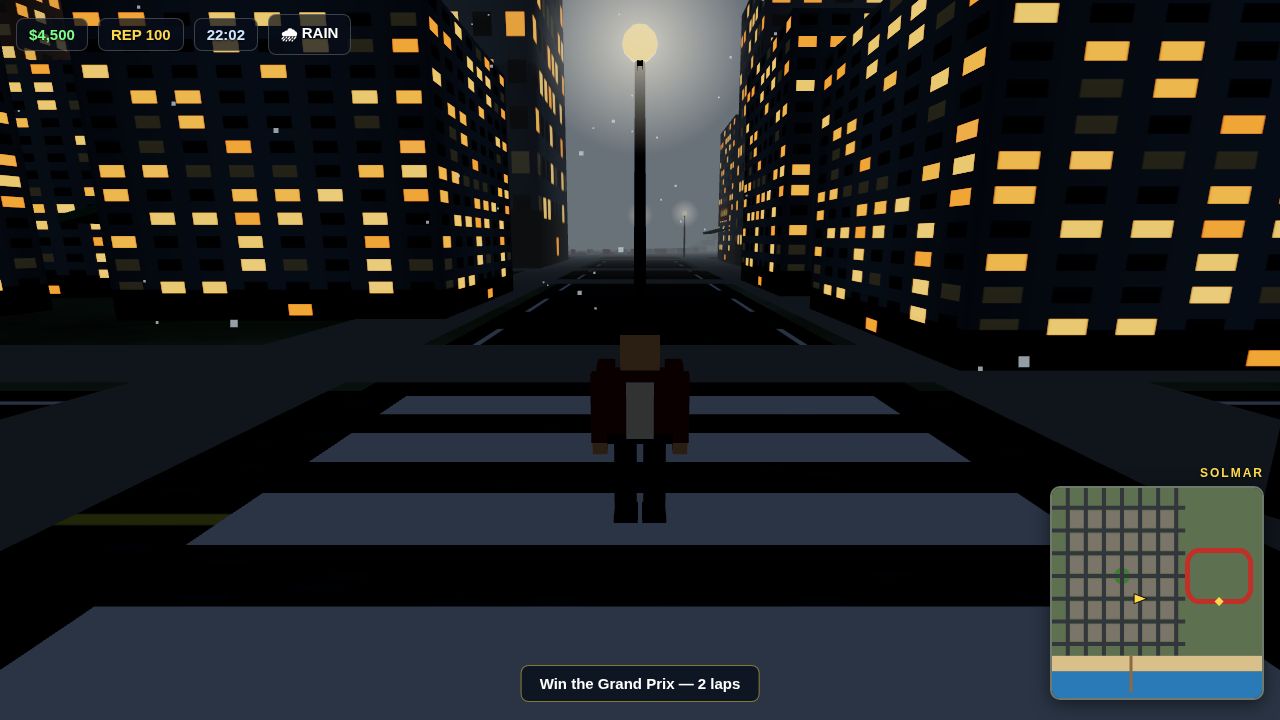 $4,500
REP 100
22:02
🌧 RAIN
SOLMAR
Win the Grand Prix — 2 laps